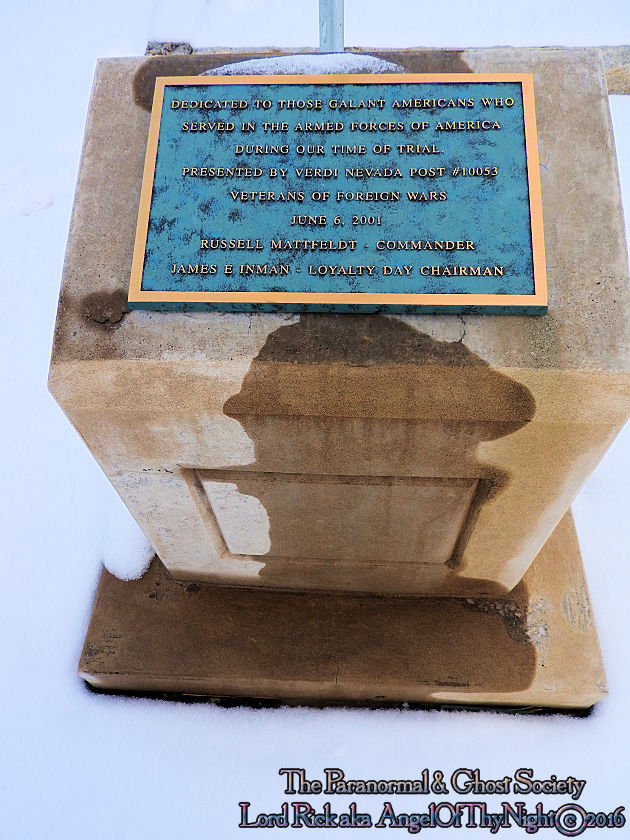 DEDICATED TO THOSE GALANT AMERICANS WHO
SERVED IN THE ARMED FORCES OF AMERICA
DURING OUR TIME OF TRIAL.
PRESENTED BY VERDI NEVADA POST #10053
VETERANS OF FOREIGN WARS
JUNE 6, 2001
RUSSELL MATTFELDT - COMMANDER
JAMES E INMAN - LOYALTY DAY CHAIRMAN
The Paranormal & Ghost Society
Lord Rick aka AngelOfThyNight © 2016